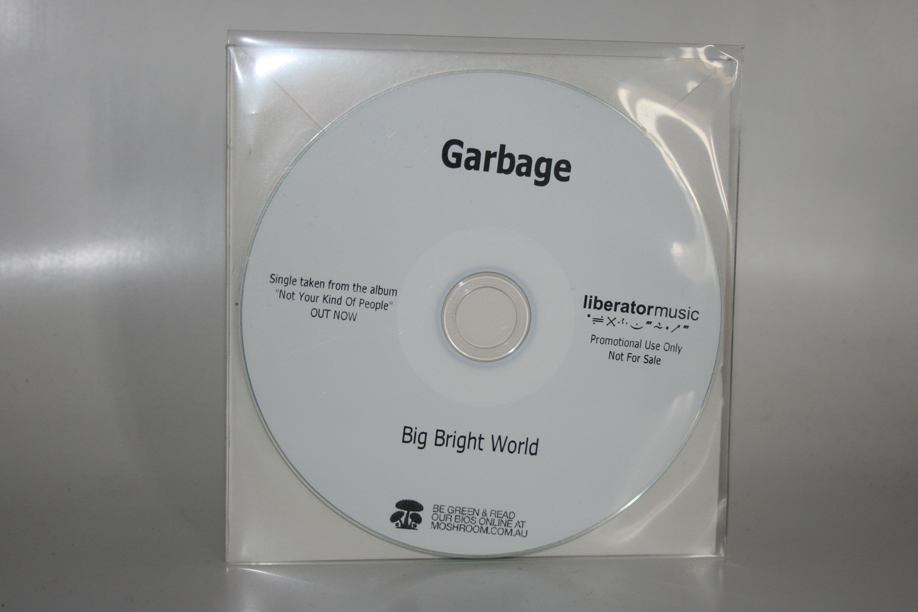 Garbage
Single taken from the album
"Not Your Kind Of People"
OUT NOW
liberatormusic
Promotional Use Only
Not For Sale
Big Bright World
BE GREEN & READ
OUR BIOS ONLINE AT
MOSHROOM.COM.AU